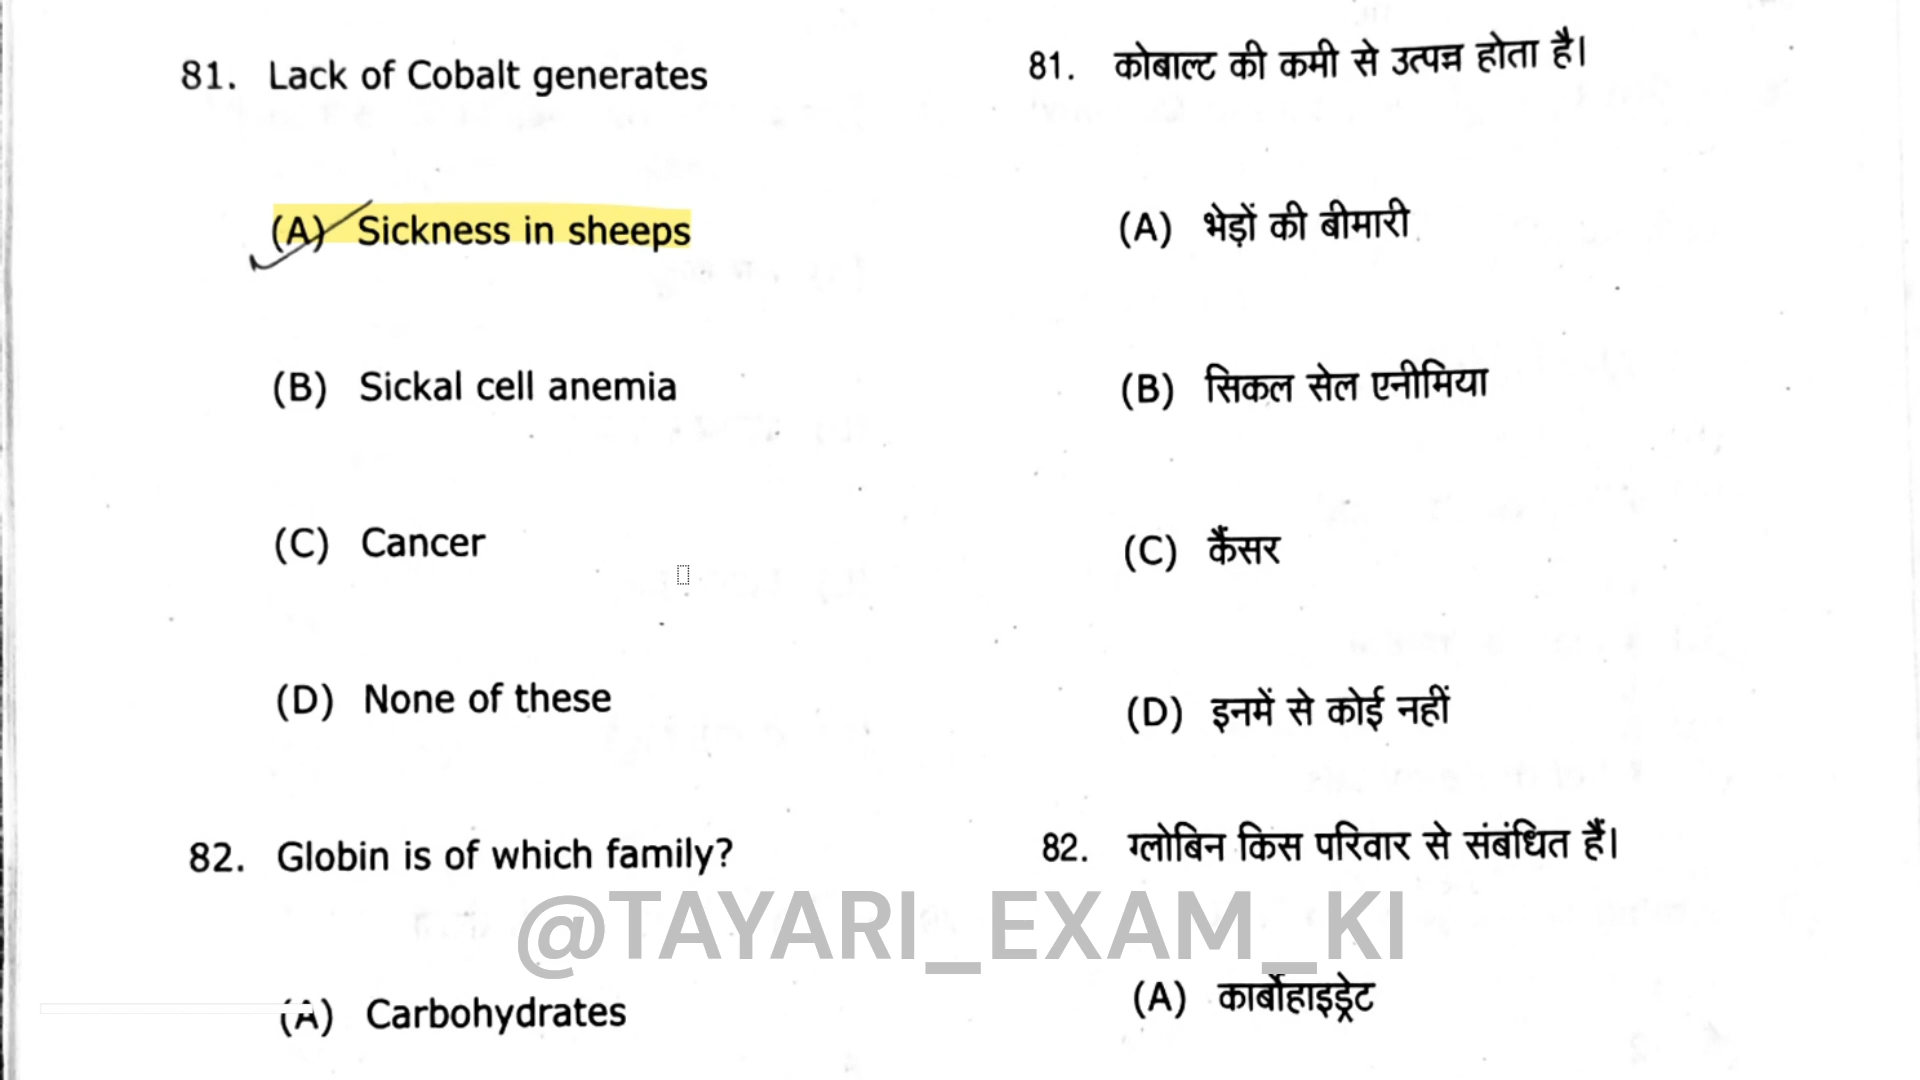 81. Lack of Cobalt generates
(A) Sickness in sheeps
(B) Sickal cell anemia
(C) Cancer
(D) None of these
82. Globin is of which family?
(A) Carbohydrates
81. कोबाल्ट की कमी से उत्पन्न होता है।
(A) भेड़ों की बीमारी
(B) सिकल सेल एनीमिया
(C) कैंसर
(D) इनमें से कोई नहीं
82. ग्लोबिन किस परिवार से संबंधित हैं।
(A) कार्बोहाइड्रेट
@TAYARI_EXAM_KI